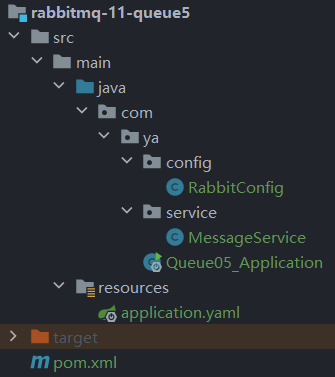 rabbitmq-11-queue5
src
main
java
com
ya
config
RabbitConfig
service
MessageService
Queue05_Application
resources
application.yaml
target
pom.xml